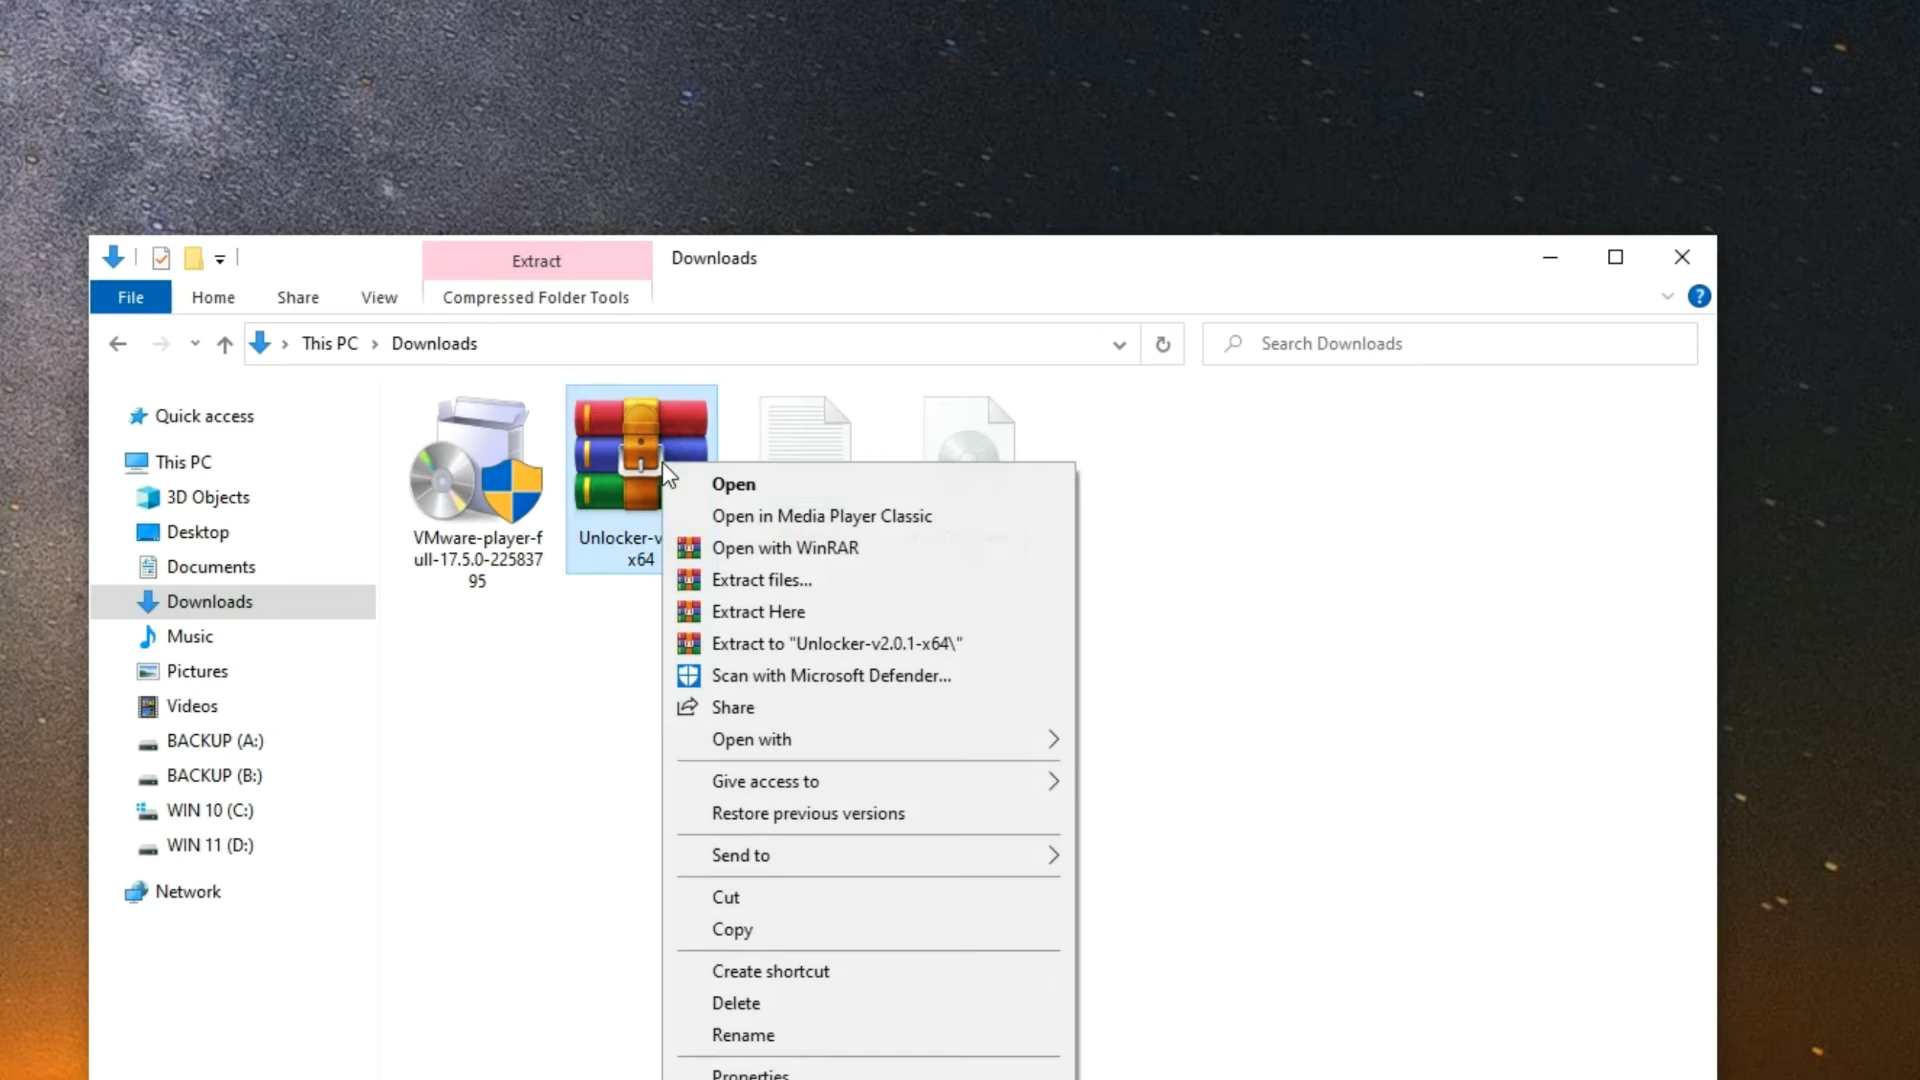 Extract
Downloads
File
Home
Share
View
Compressed Folder Tools
?
This PC
Downloads
Search Downloads
Quick access
This PC
3D Objects
Desktop
Documents
Downloads
Music
Pictures
Videos
BACKUP (A:)
BACKUP (B:)
WIN 10 (C:)
WIN 11 (D:)
Network
VMware-player-f
ull-17.5.0-225837
95
Unlocker-v
x64
Open
Open in Media Player Classic
Open with WinRAR
Extract files...
Extract Here
Extract to "Unlocker-v2.0.1-x64\"
Scan with Microsoft Defender...
Share
Open with
Give access to
Restore previous versions
Send to
Cut
Copy
Create shortcut
Delete
Rename
Properties